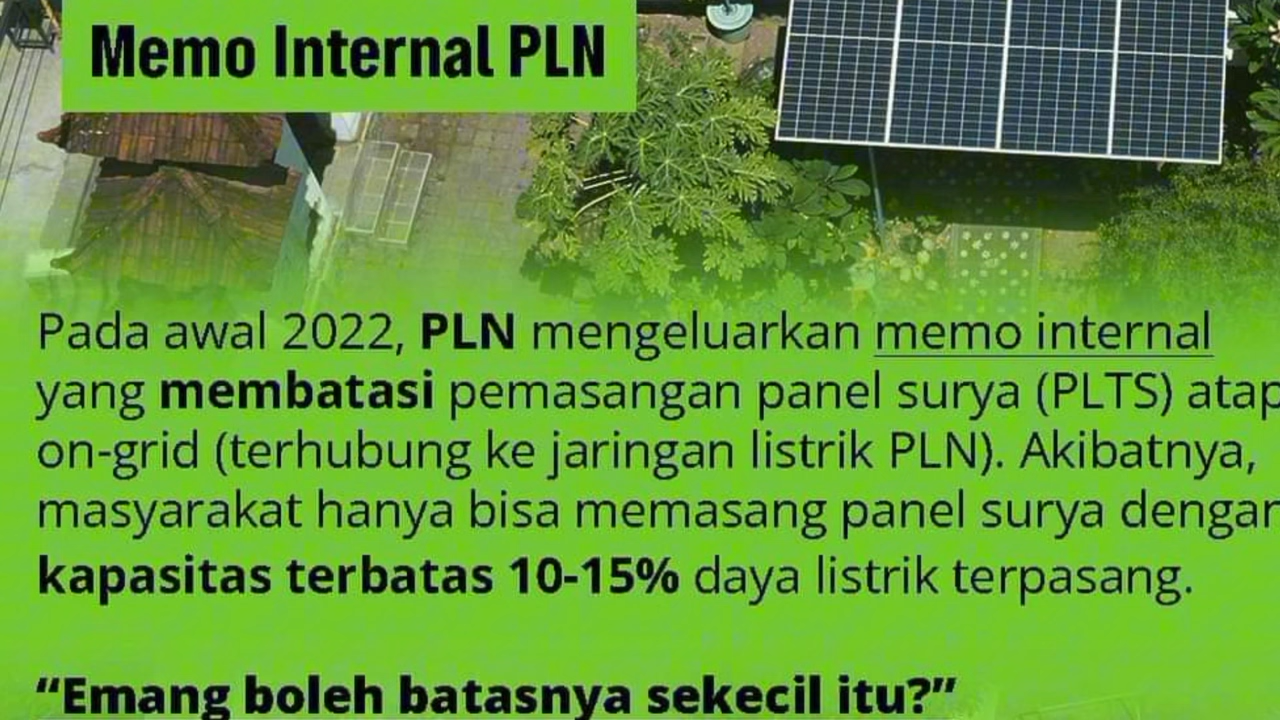 Memo Internal PLN
Pada awal 2022, PLN mengeluarkan memo internal
yang membatasi pemasangan panel surya (PLTS) atap
on-grid (terhubung ke jaringan listrik PLN). Akibatnya,
masyarakat hanya bisa memasang panel surya dengan
kapasitas terbatas 10-15% daya listrik terpasang.
“Emang boleh batasnya sekecil itu?”